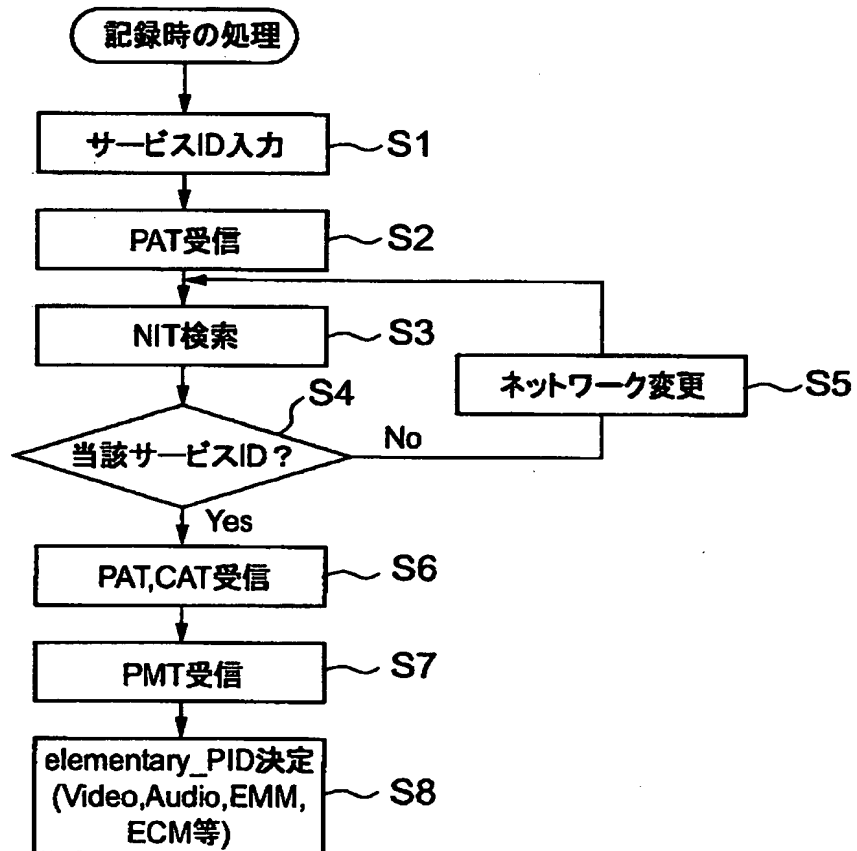 記録時の処理
サービスID入力
S1
PAT受信
S2
NIT検索
S3
ネットワーク変更
S5
S4
当該サービスID？
No
Yes
PAT,CAT受信
S6
PMT受信
S7
elementary_PID決定
(Video,Audio,EMM,
ECM等)
S8